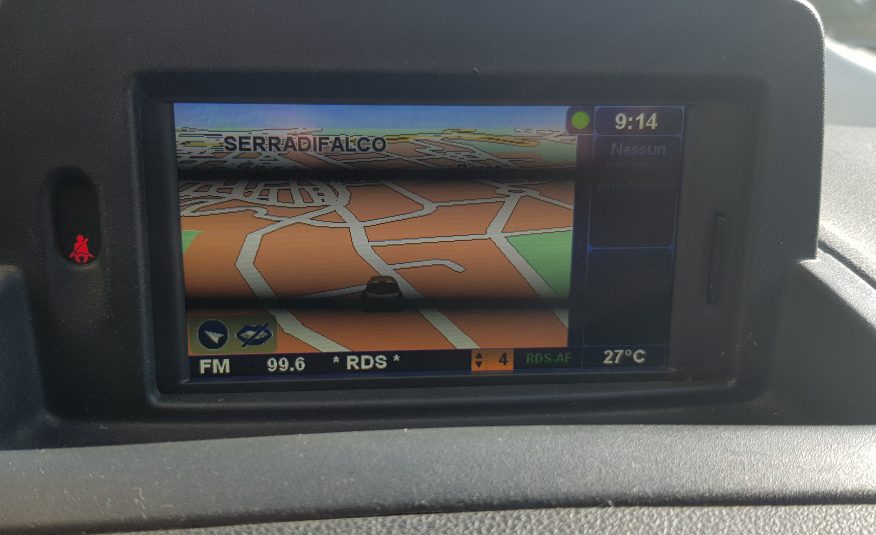 SERRADIFALCO
9:14
Nessun
FM 99.6 * RDS * 4 RDS-AF 27°C